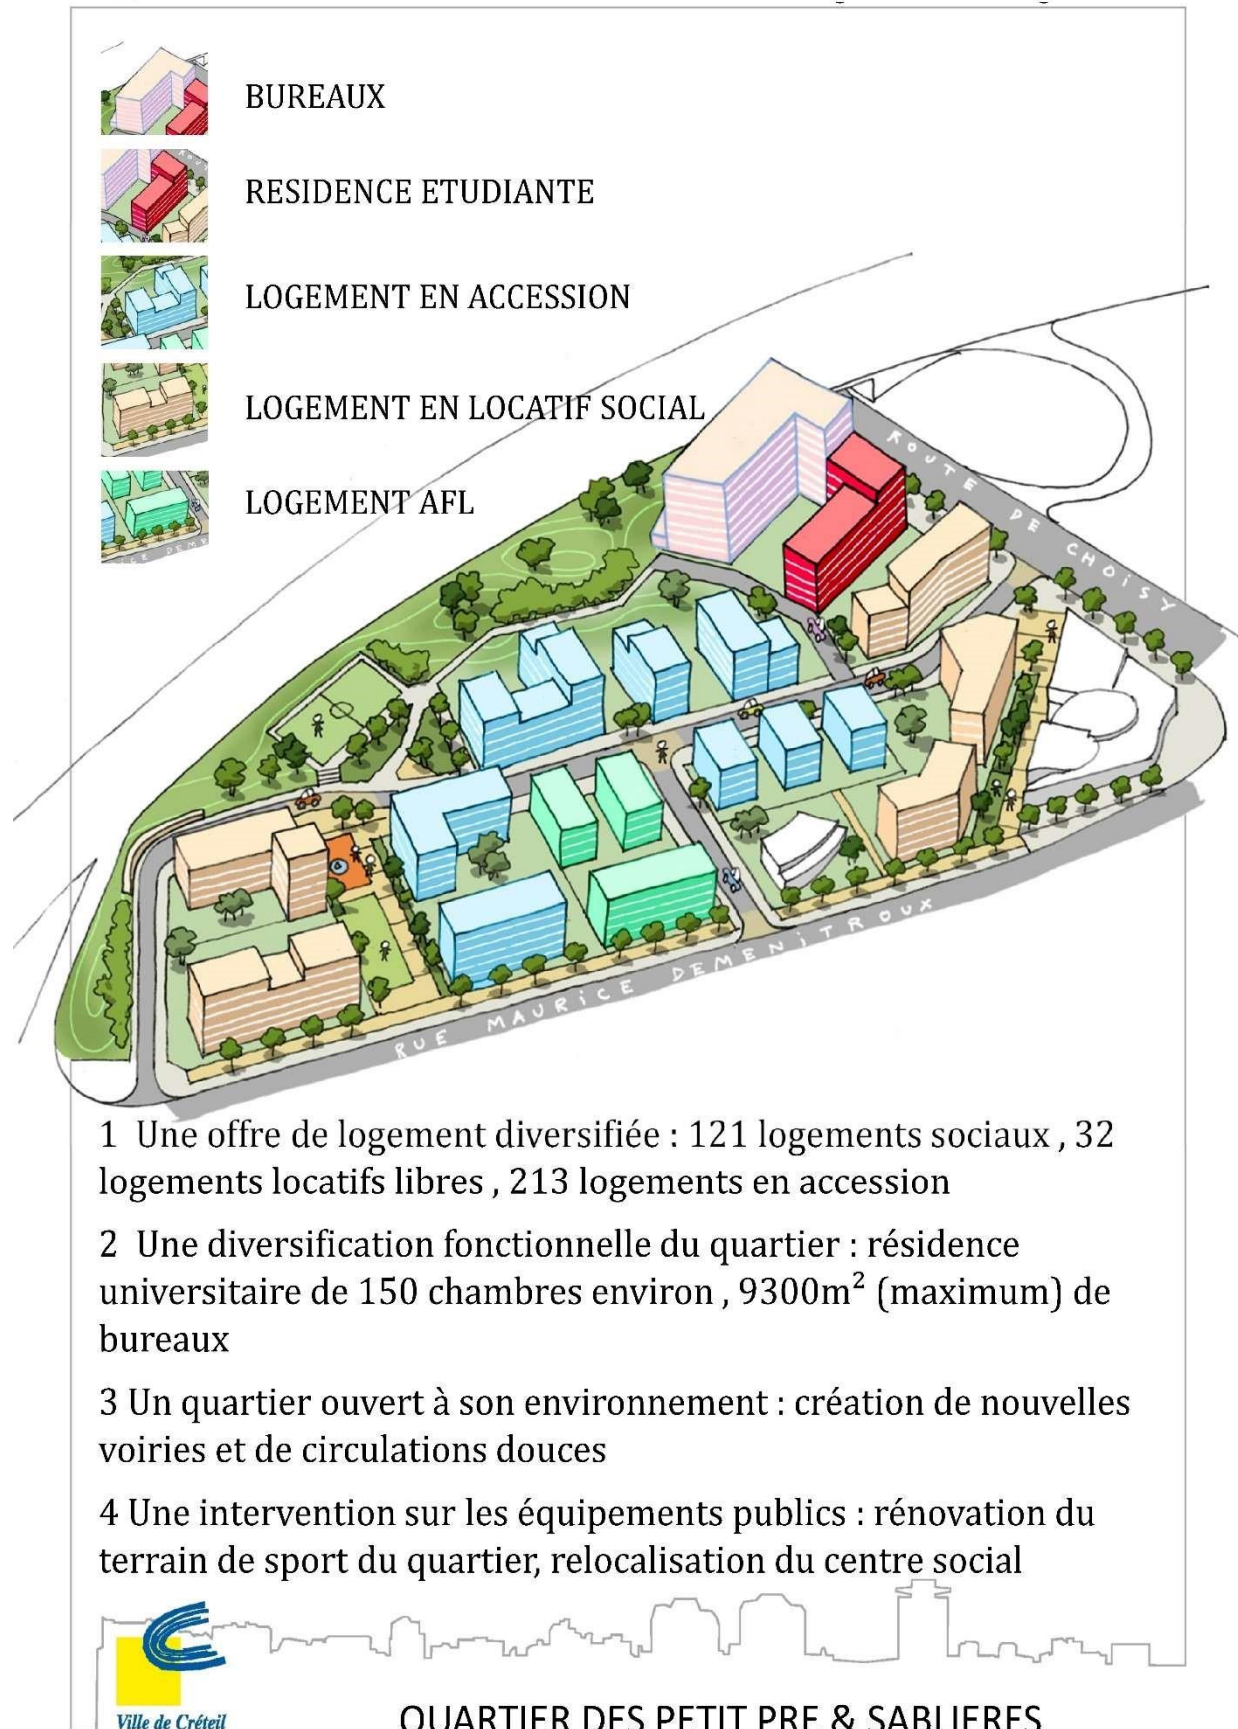 BUREAUX
RESIDENCE ETUDIANTE
LOGEMENT EN ACCESSION
LOGEMENT EN LOCATIF SOCIAL
LOGEMENT AFL
ROUTE DE CHOISY
RUE MAURICE DEMENITROUX
1 Une offre de logement diversifiée : 121 logements sociaux , 32
logements locatifs libres , 213 logements en accession
2 Une diversification fonctionnelle du quartier : résidence
universitaire de 150 chambres environ , 9300m² (maximum) de
bureaux
3 Un quartier ouvert à son environnement : création de nouvelles
voiries et de circulations douces
4 Une intervention sur les équipements publics : rénovation du
terrain de sport du quartier, relocalisation du centre social
Ville de Créteil
QUARTIER DES PETIT PRE & SABLIERES